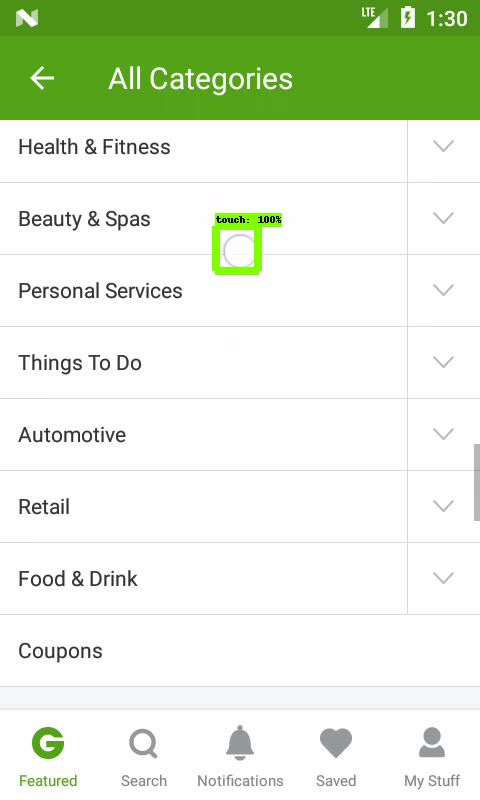 LTE
1:30
All Categories
Health & Fitness
Beauty & Spas
touch: 100%
Personal Services
Things To Do
Automotive
Retail
Food & Drink
Coupons
Featured
Search
Notifications
Saved
My Stuff